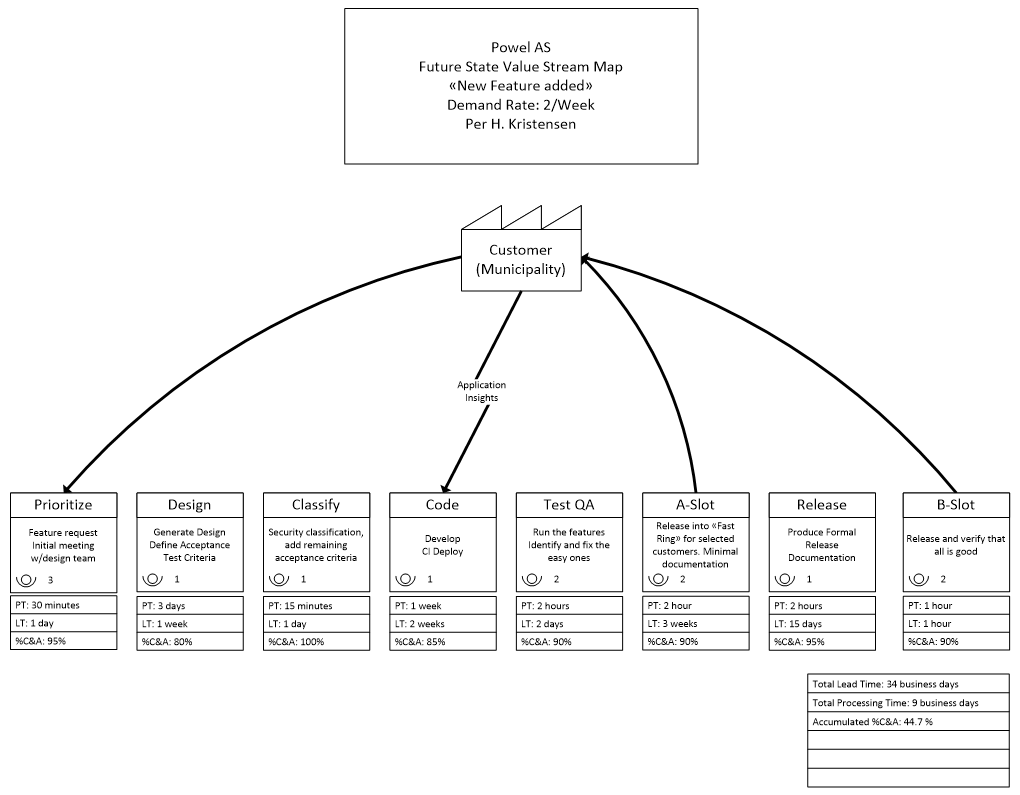 Powel AS
Future State Value Stream Map
«New Feature added»
Demand Rate: 2/Week
Per H. Kristensen
Customer
(Municipality)
Application
Insights
Prioritize
Feature request
Initial meeting
w/design team
3
PT: 30 minutes
LT: 1 day
%C&A: 95%
Design
Generate Design
Define Acceptance
Test Criteria
1
PT: 3 days
LT: 1 week
%C&A: 80%
Classify
Security classification,
add remaining
acceptance criteria
1
PT: 15 minutes
LT: 1 day
%C&A: 100%
Code
Develop
CI Deploy
1
PT: 1 week
LT: 2 weeks
%C&A: 85%
Test QA
Run the features
Identify and fix the
easy ones
2
PT: 2 hours
LT: 2 days
%C&A: 90%
A-Slot
Release into «Fast
Ring» for selected
customers. Minimal
documentation
2
PT: 2 hour
LT: 3 weeks
%C&A: 90%
Release
Produce Formal
Release
Documentation
1
PT: 2 hours
LT: 15 days
%C&A: 95%
B-Slot
Release and verify that
all is good
2
PT: 1 hour
LT: 1 hour
%C&A: 90%
Total Lead Time: 34 business days
Total Processing Time: 9 business days
Accumulated %C&A: 44.7 %